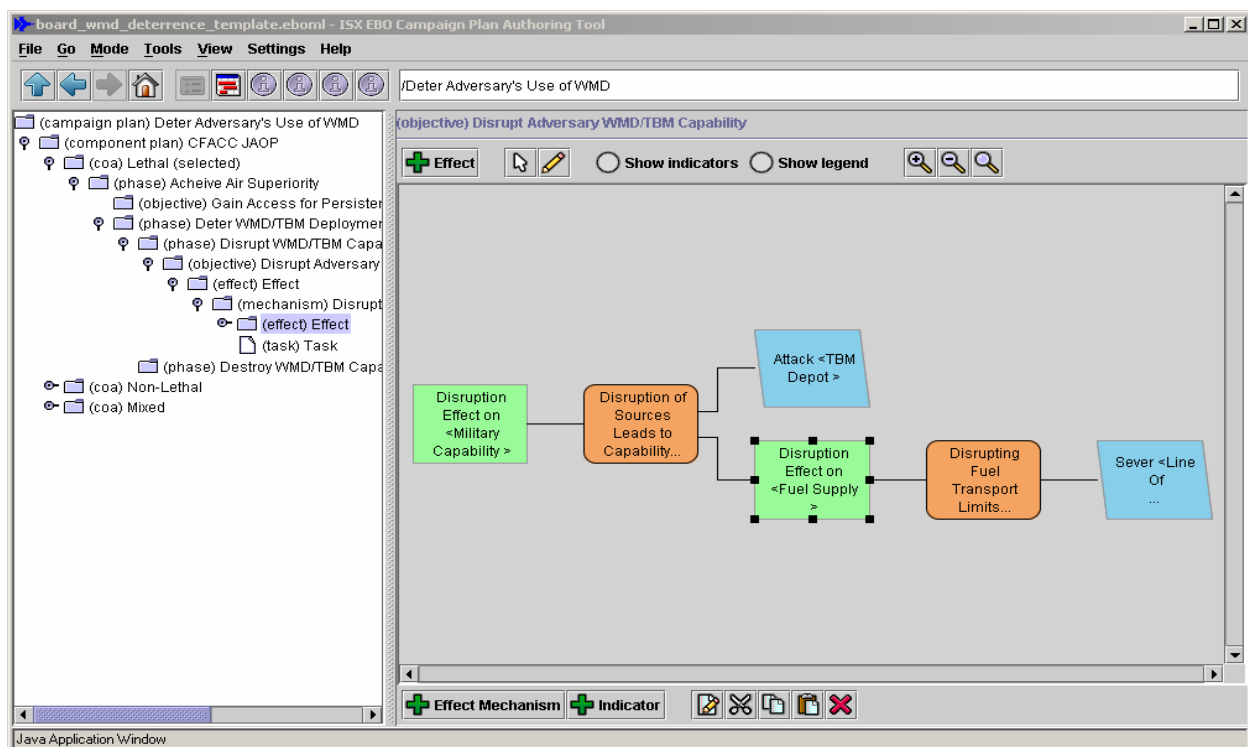 board_wmd_deterrence_template.eboml - ISX EBO Campaign Plan Authoring Tool
File Go Mode Tools View Settings Help
/Deter Adversary's Use of WMD
(campaign plan) Deter Adversary's Use of WMD
(component plan) CFACC JAOP
(coa) Lethal (selected)
(phase) Acheive Air Superiority
(objective) Gain Access for Persister
(phase) Deter WMD/TBM Deploymer
(phase) Disrupt WMD/TBM Capa
(objective) Disrupt Adversary
(effect) Effect
(mechanism) Disrupt
(effect) Effect
(task) Task
(phase) Destroy WMD/TBM Capa
(coa) Non-Lethal
(coa) Mixed
(objective) Disrupt Adversary WMD/TBM Capability
Effect
Show indicators
Show legend
Disruption
Effect on
<Military
Capability >
Disruption of
Sources
Leads to
Capability...
Attack <TBM
Depot >
Disruption
Effect on
<Fuel Supply
>
Disrupting
Fuel
Transport
Limits...
Sever <Line
Of
...
Effect Mechanism
Indicator
Java Application Window